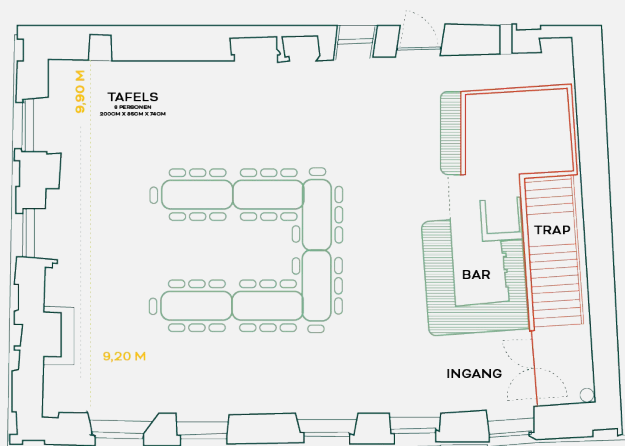 9,90 M
TAFELS
8 PERSONEN
200CM X 85CM X 74CM
TRAP
BAR
9,20 M
INGANG